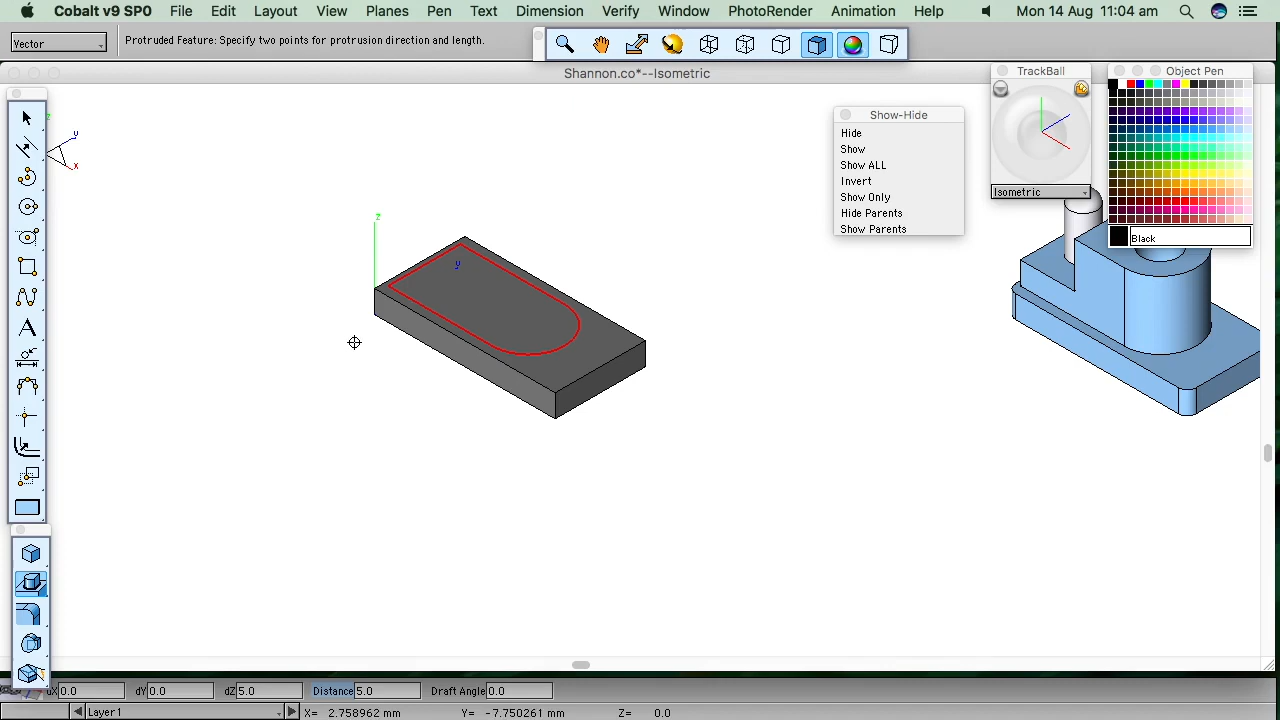 Cobalt v9 SP0 File Edit Layout View Planes Pen Text Dimension Verify Window PhotoRender Animation Help Mon 14 Aug 11:04 am
Vector Protruded Feature: Specify two points for protrusion direction and length.
Shannon.co*--Isometric
TrackBall
Object Pen
Show-Hide
Hide
Show
Show ALL
Invert
Show Only
Hide Parents
Show Parents
Isometric
Black
z
y
x
z
y
A
dX 0.0 dY 0.0 dZ 5.0 Distance 5.0 Draft Angle 0.0
Layer1 X= 2.758962 mm Y= -7.750261 mm Z= 0.0